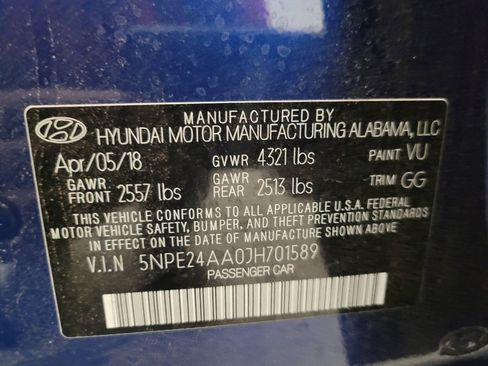 MANUFACTURED BY
HYUNDAI MOTOR MANUFACTURING ALABAMA, LLC
Apr/05/18 GVWR 4321 lbs PAINT VU
GAWR FRONT 2557 lbs GAWR REAR 2513 lbs TRIM GG
THIS VEHICLE CONFORMS TO ALL APPLICABLE U.S.A. FEDERAL
MOTOR VEHICLE SAFETY, BUMPER, AND THEFT PREVENTION STANDARDS
IN EFFECT ON THE DATE OF MANUFACTURE SHOWN ABOVE.
V.I.N 5NPE24AA0JH701589
PASSENGER CAR